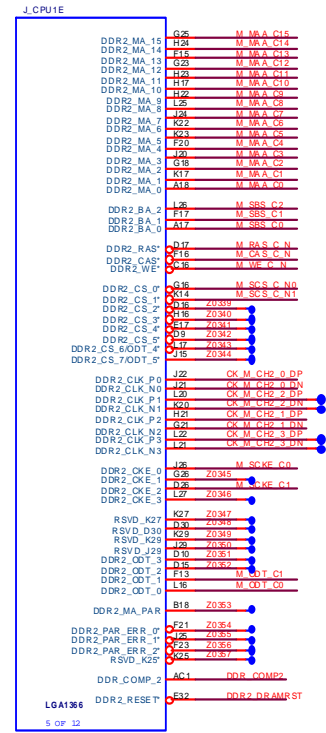 J_CPU1E
DDR2_MA_15 G25 M_MAA_C15
DDR2_MA_14 H24 M_MAA_C14
DDR2_MA_13 F15 M_MAA_C13
DDR2_MA_12 G23 M_MAA_C12
DDR2_MA_11 H23 M_MAA_C11
DDR2_MA_10 H17 M_MAA_C10
DDR2_MA_9 H22 M_MAA_C9
DDR2_MA_8 L25 M_MAA_C8
DDR2_MA_7 J24 M_MAA_C7
DDR2_MA_6 K22 M_MAA_C6
DDR2_MA_5 K23 M_MAA_C5
DDR2_MA_4 F20 M_MAA_C4
DDR2_MA_3 J20 M_MAA_C3
DDR2_MA_2 G18 M_MAA_C2
DDR2_MA_1 K17 M_MAA_C1
DDR2_MA_0 A18 M_MAA_C0
DDR2_BA_2 L26 M_SBS_C2
DDR2_BA_1 F17 M_SBS_C1
DDR2_BA_0 A17 M_SBS_C0
DDR2_RAS* D17 M_RAS_C_N
DDR2_CAS* F16 M_CAS_C_N
DDR2_WE* C16 M_WE_C_N
DDR2_CS_0* G16 M_SCS_C_N0
DDR2_CS_1* K14 M_SCS_C_N1
DDR2_CS_2* D16 Z0339
DDR2_CS_3* H16 Z0340
DDR2_CS_4* E17 Z0341
DDR2_CS_5* D9 Z0342
DDR2_CS_6/ODT_4* L17 Z0343
DDR2_CS_7/ODT_5* J15 Z0344
DDR2_CLK_P0 J22 CK_M_CH2_0_DP
DDR2_CLK_N0 J21 CK_M_CH2_0_DN
DDR2_CLK_P1 L20 CK_M_CH2_2_DP
DDR2_CLK_N1 K20 CK_M_CH2_2_DN
DDR2_CLK_P2 H21 CK_M_CH2_1_DP
DDR2_CLK_N2 G21 CK_M_CH2_1_DN
DDR2_CLK_P3 L22 CK_M_CH2_3_DP
DDR2_CLK_N3 L21 CK_M_CH2_3_DN
DDR2_CKE_0 J26 M_SCKE_C0
DDR2_CKE_1 G26 Z0345
DDR2_CKE_2 D26 M_SCKE_C1
DDR2_CKE_3 L27 Z0346
RSVD_K27 K27 Z0347
RSVD_D30 D30 Z0348
RSVD_K29 K29 Z0349
RSVD_J29 J29 Z0350
DDR2_ODT_3 D10 Z0351
DDR2_ODT_2 D15 Z0352
DDR2_ODT_1 F13 M_ODT_C1
DDR2_ODT_0 L16 M_ODT_C0
DDR2_MA_PAR B18 Z0353
DDR2_PAR_ERR_0* F21 Z0354
DDR2_PAR_ERR_1* J25 Z0355
DDR2_PAR_ERR_2* F23 Z0356
RSVD_K25* K25 Z0357
DDR_COMP_2 AC1 DDR_COMP2
DDR2_RESET* E32 DDR2_DRAMRST
LGA1366
5 OF 12